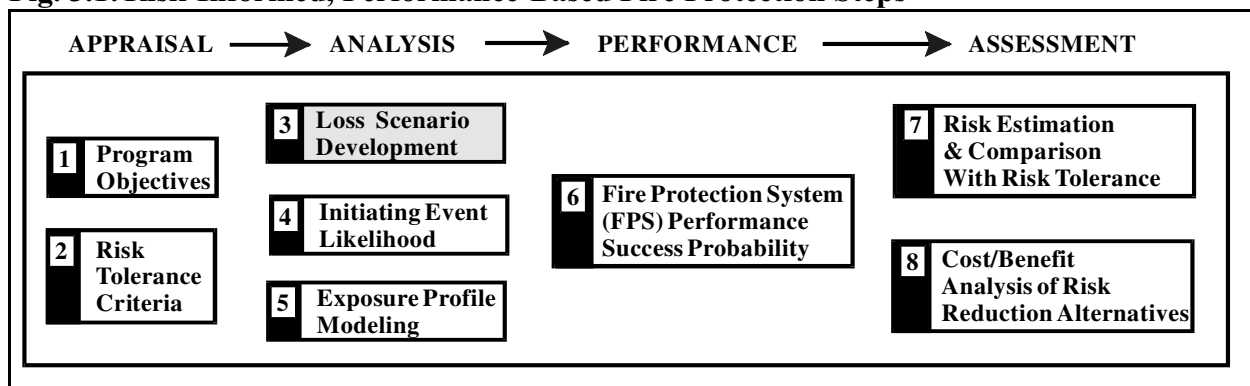 Fig. 3.1. Risk-Informed, Performance-Based Fire Protection Steps
APPRAISAL
ANALYSIS
PERFORMANCE
ASSESSMENT
1
Program
Objectives
2
Risk
Tolerance
Criteria
3
Loss Scenario
Development
4
Initiating Event
Likelihood
5
Exposure Profile
Modeling
6
Fire Protection System
(FPS) Performance
Success Probability
7
Risk Estimation
& Comparison
With Risk Tolerance
8
Cost/Benefit
Analysis of Risk
Reduction Alternatives